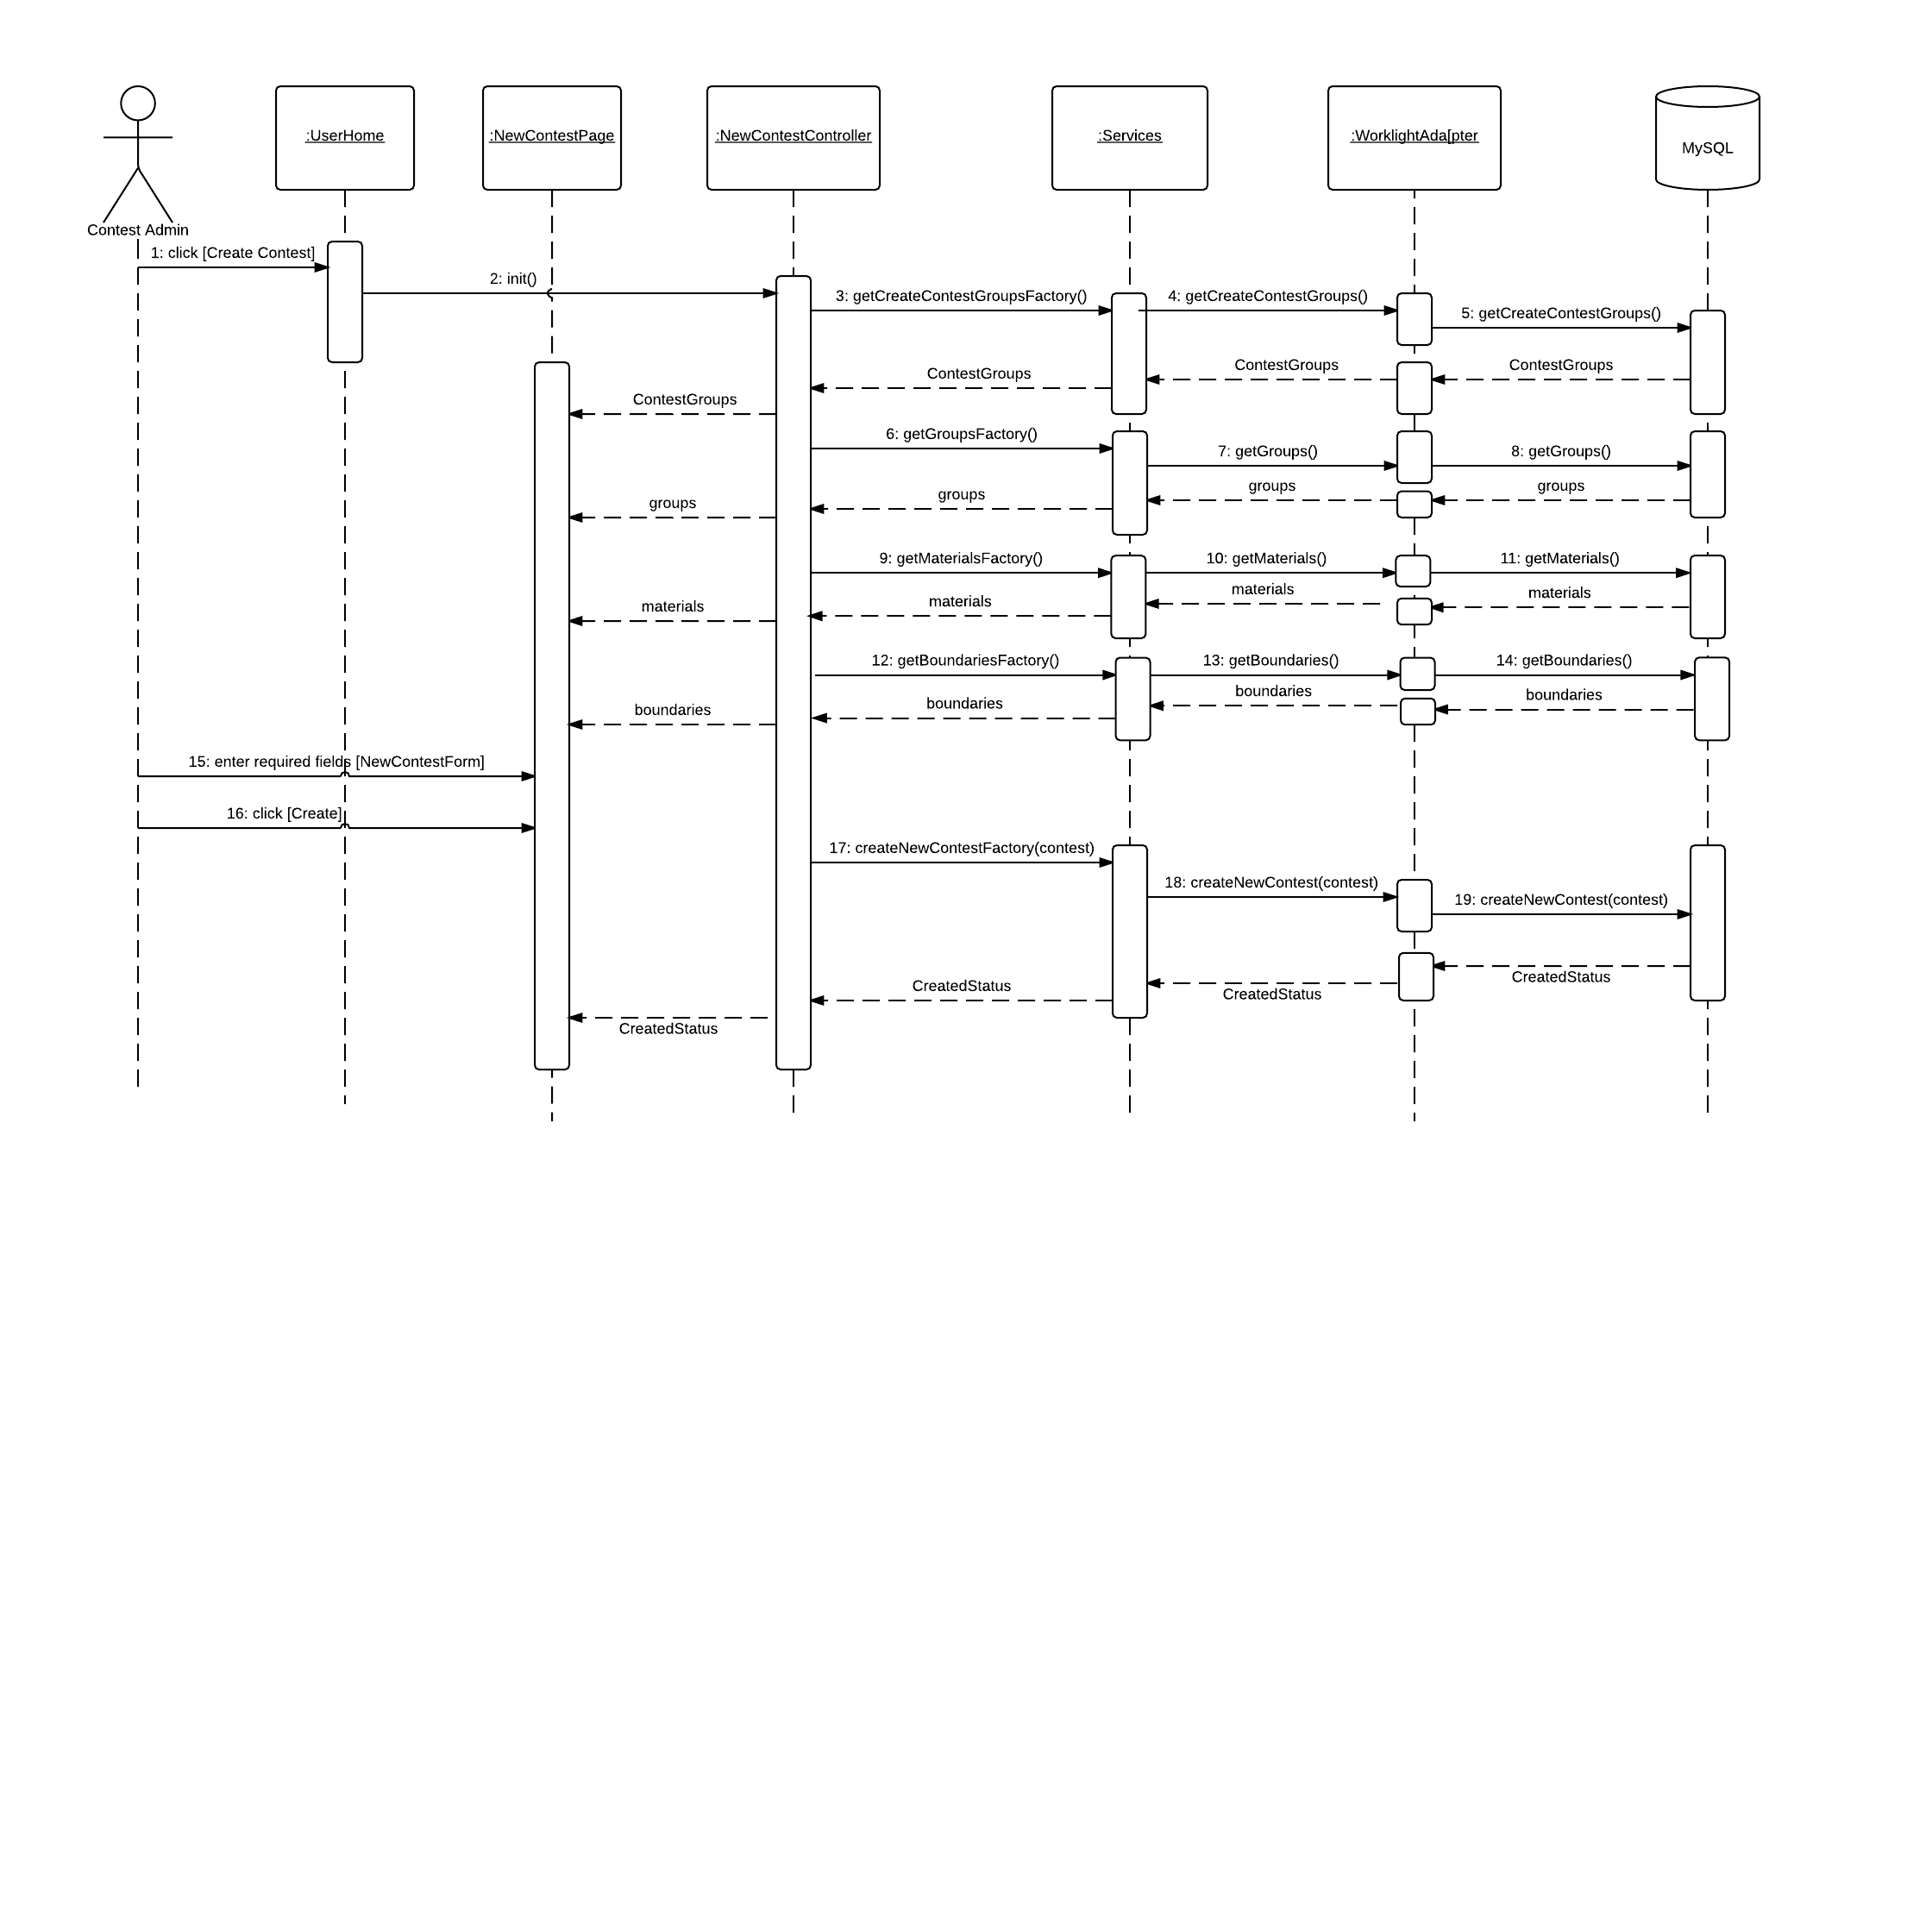 :UserHome
:NewContestPage
:NewContestController
:Services
:WorklightAda[pter
MySQL
Contest Admin
1: click [Create Contest]
2: init()
3: getCreateContestGroupsFactory()
4: getCreateContestGroups()
5: getCreateContestGroups()
ContestGroups
ContestGroups
ContestGroups
ContestGroups
6: getGroupsFactory()
7: getGroups()
8: getGroups()
groups
groups
groups
groups
9: getMaterialsFactory()
10: getMaterials()
11: getMaterials()
materials
materials
materials
materials
12: getBoundariesFactory()
13: getBoundaries()
14: getBoundaries()
boundaries
boundaries
boundaries
boundaries
15: enter required fields [NewContestForm]
16: click [Create]
17: createNewContestFactory(contest)
18: createNewContest(contest)
19: createNewContest(contest)
CreatedStatus
CreatedStatus
CreatedStatus
CreatedStatus